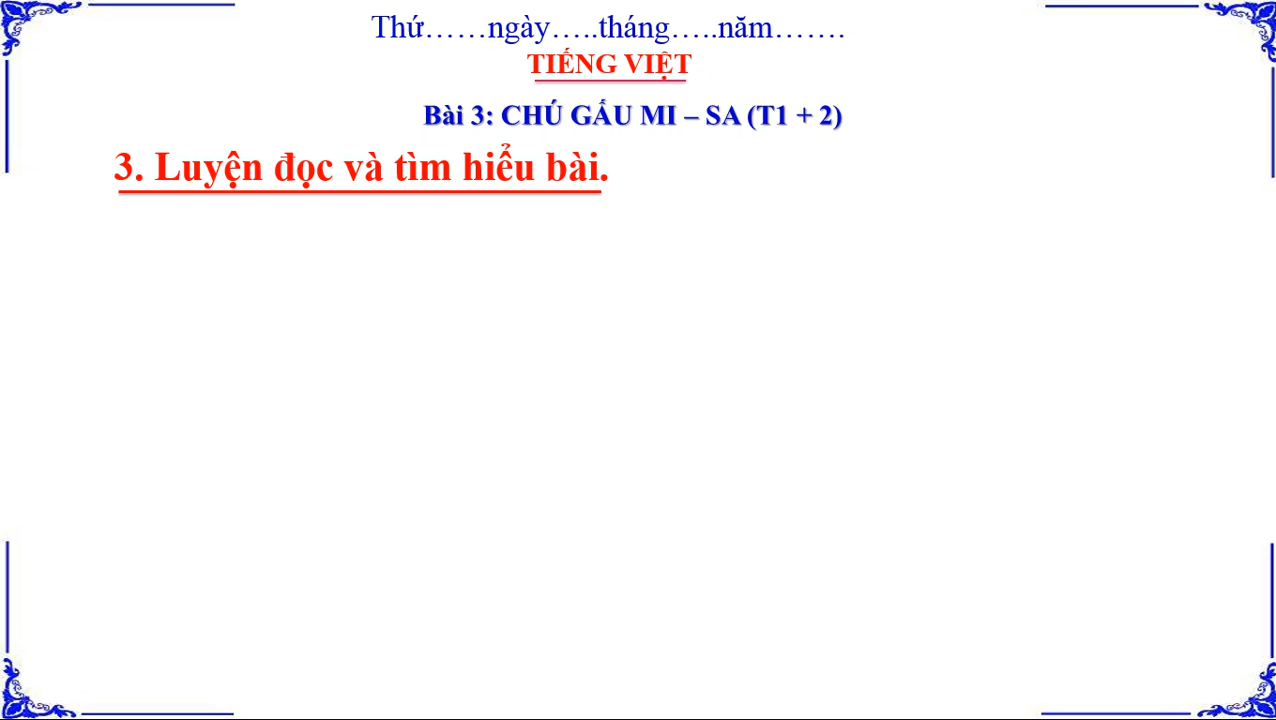 Thứ……ngày…..tháng…..năm…….
TIẾNG VIỆT
Bài 3: CHÚ GẤU MI – SA (T1 + 2)
3. Luyện đọc và tìm hiểu bài.